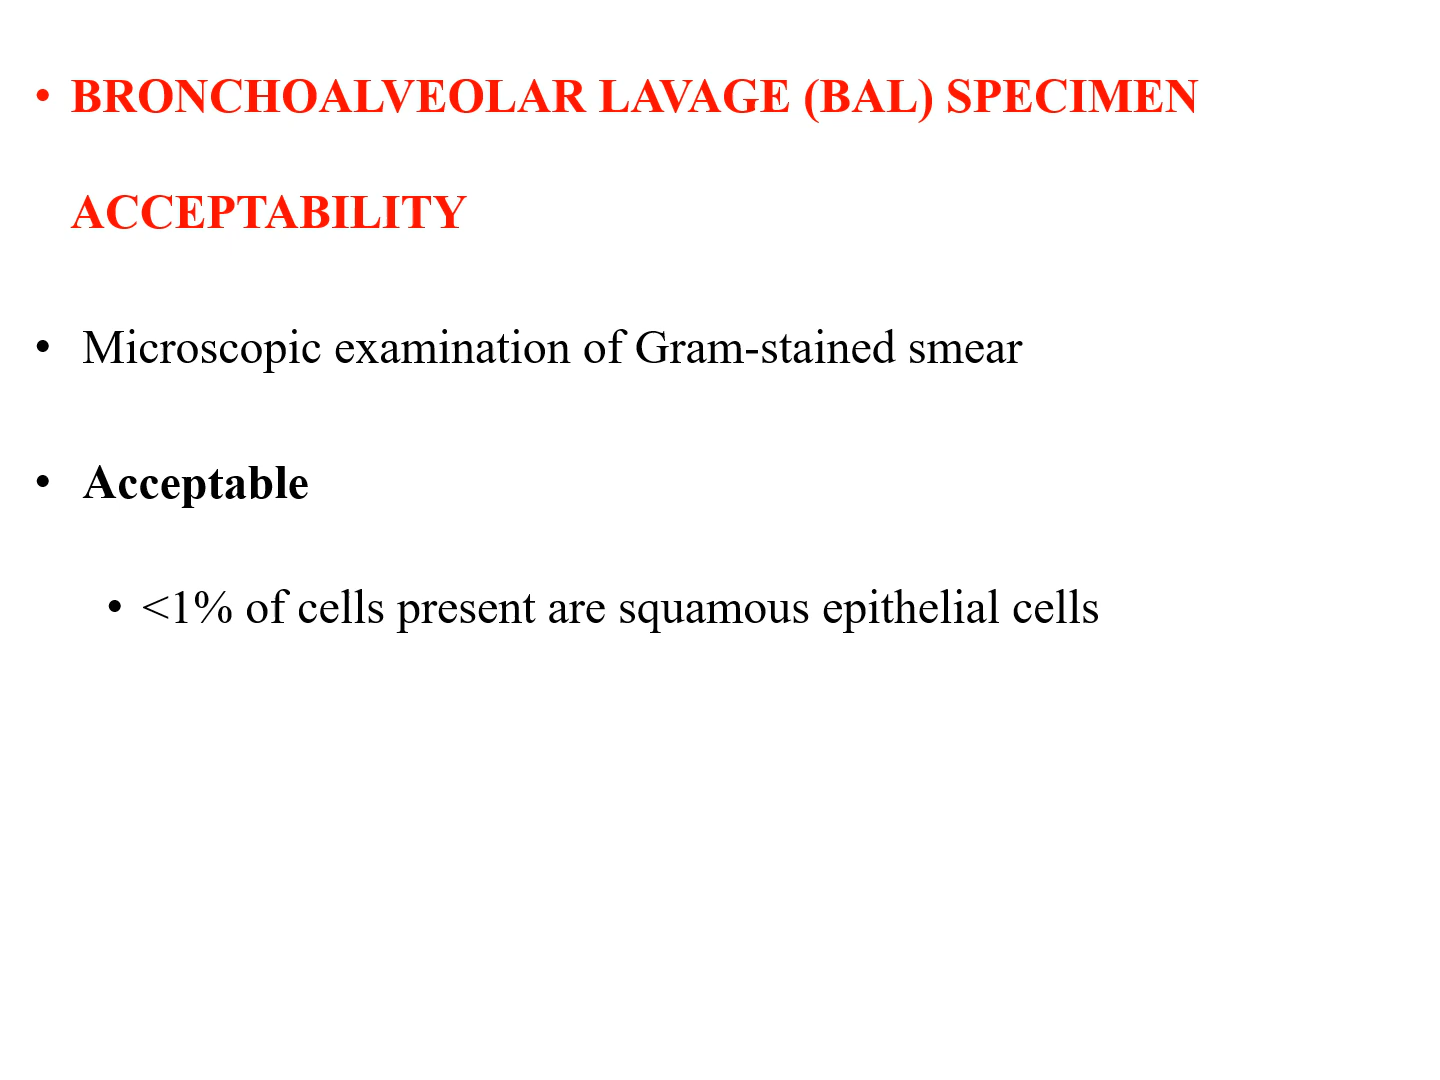 • BRONCHOALVEOLAR LAVAGE (BAL) SPECIMEN
ACCEPTABILITY
• Microscopic examination of Gram-stained smear
• Acceptable
• <1% of cells present are squamous epithelial cells